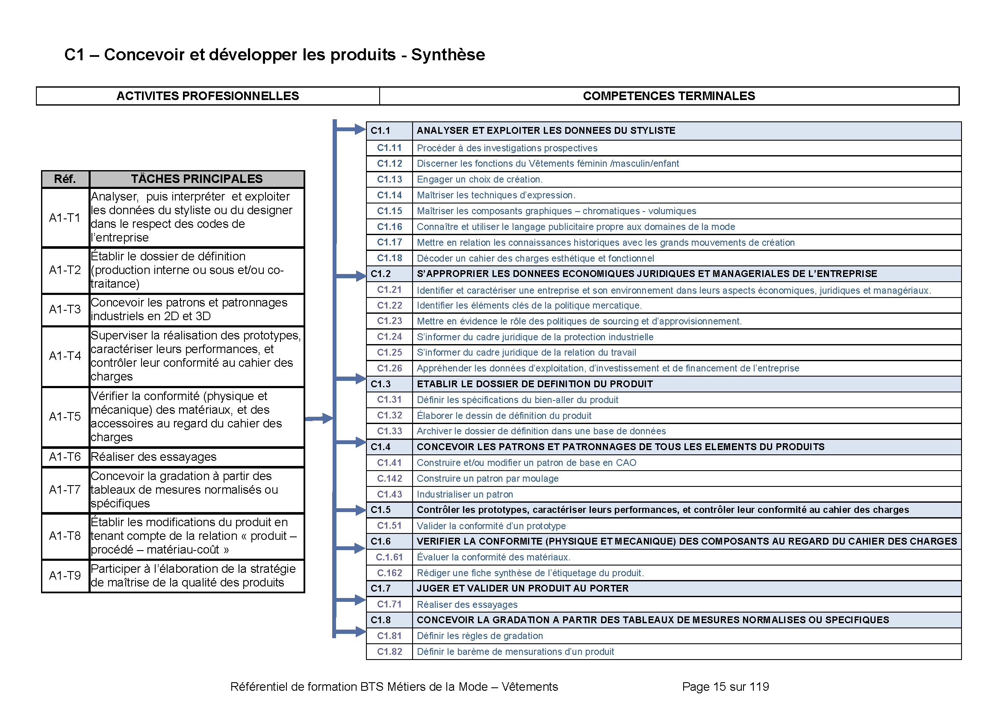 C1 – Concevoir et développer les produits - Synthèse
ACTIVITES PROFESIONNELLES
COMPETENCES TERMINALES
Réf. TÂCHES PRINCIPALES
A1-T1
Analyser, puis interpréter et exploiter
les données du styliste ou du designer
dans le respect des codes de
l’entreprise
A1-T2
Établir le dossier de définition
(production interne ou sous et/ou co-
traitance)
A1-T3
Concevoir les patrons et patronnages
industriels en 2D et 3D
A1-T4
Superviser la réalisation des prototypes,
caractériser leurs performances, et
contrôler leur conformité au cahier des
charges
A1-T5
Vérifier la conformité (physique et
mécanique) des matériaux, et des
accessoires au regard du cahier des
charges
A1-T6 Réaliser des essayages
A1-T7
Concevoir la gradation à partir des
tableaux de mesures normalisés ou
spécifiques
A1-T8
Établir les modifications du produit en
tenant compte de la relation « produit –
procédé – matériau-coût »
A1-T9
Participer à l’élaboration de la stratégie
de maîtrise de la qualité des produits
C1.1 ANALYSER ET EXPLOITER LES DONNEES DU STYLISTE
C1.11 Procéder à des investigations prospectives
C1.12 Discerner les fonctions du Vêtements féminin /masculin/enfant
C1.13 Engager un choix de création.
C1.14 Maîtriser les techniques d’expression.
C1.15 Maîtriser les composants graphiques – chromatiques - volumiques
C1.16 Connaître et utiliser le langage publicitaire propre aux domaines de la mode
C1.17 Mettre en relation les connaissances historiques avec les grands mouvements de création
C1.18 Décoder un cahier des charges esthétique et fonctionnel
C1.2 S’APPROPRIER LES DONNEES ECONOMIQUES JURIDIQUES ET MANAGERIALES DE L’ENTREPRISE
C1.21 Identifier et caractériser une entreprise et son environnement dans leurs aspects économiques, juridiques et managériaux.
C1.22 Identifier les éléments clés de la politique mercatique.
C1.23 Mettre en évidence le rôle des politiques de sourcing et d’approvisionnement.
C1.24 S’informer du cadre juridique de la protection industrielle
C1.25 S’informer du cadre juridique de la relation du travail
C1.26 Appréhender les données d’exploitation, d’investissement et de financement de l’entreprise
C1.3 ETABLIR LE DOSSIER DE DEFINITION DU PRODUIT
C1.31 Définir les spécifications du bien-aller du produit
C1.32 Élaborer le dessin de définition du produit
C1.33 Archiver le dossier de définition dans une base de données
C1.4 CONCEVOIR LES PATRONS ET PATRONNAGES DE TOUS LES ELEMENTS DU PRODUITS
C1.41 Construire et/ou modifier un patron de base en CAO
C.142 Construire un patron par moulage
C1.43 Industrialiser un patron
C1.5 Contrôler les prototypes, caractériser leurs performances, et contrôler leur conformité au cahier des charges
C1.51 Valider la conformité d’un prototype
C1.6 VERIFIER LA CONFORMITE (PHYSIQUE ET MECANIQUE) DES COMPOSANTS AU REGARD DU CAHIER DES CHARGES
C.1.61 Évaluer la conformité des matériaux.
C.162 Rédiger une fiche synthèse de l’étiquetage du produit.
C1.7 JUGER ET VALIDER UN PRODUIT AU PORTER
C1.71 Réaliser des essayages
C1.8 CONCEVOIR LA GRADATION A PARTIR DES TABLEAUX DE MESURES NORMALISES OU SPECIFIQUES
C1.81 Définir les règles de gradation
C1.82 Définir le barème de mensurations d’un produit
Référentiel de formation BTS Métiers de la Mode – Vêtements Page 15 sur 119